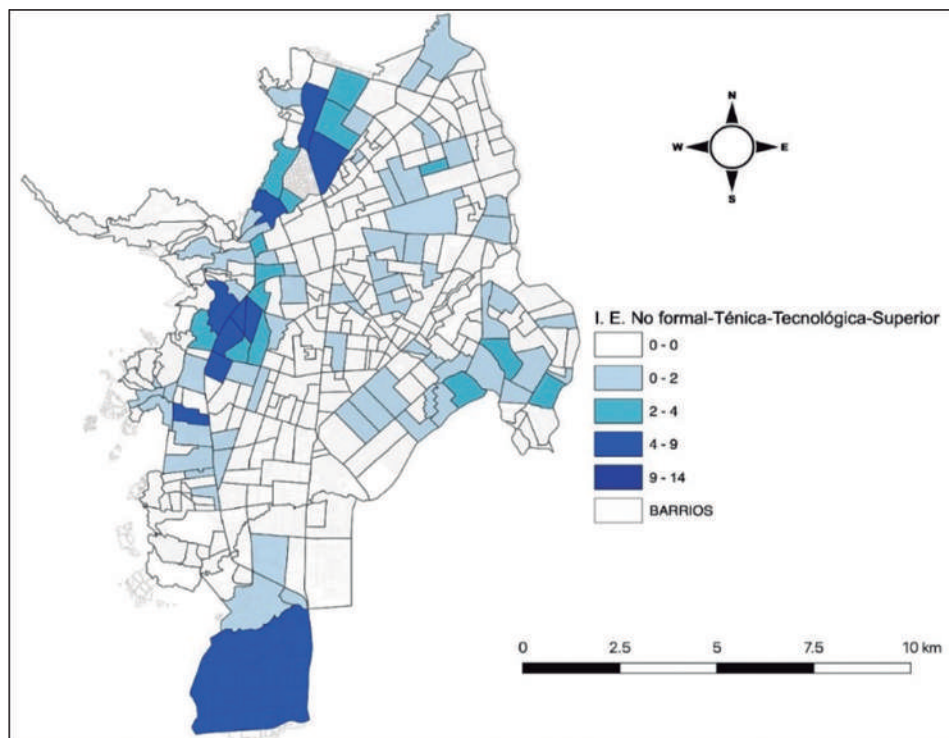 N
W E
S
I. E. No formal-Ténica-Tecnológica-Superior
0 - 0
0 - 2
2 - 4
4 - 9
9 - 14
BARRIOS
0 2.5 5 7.5 10 km